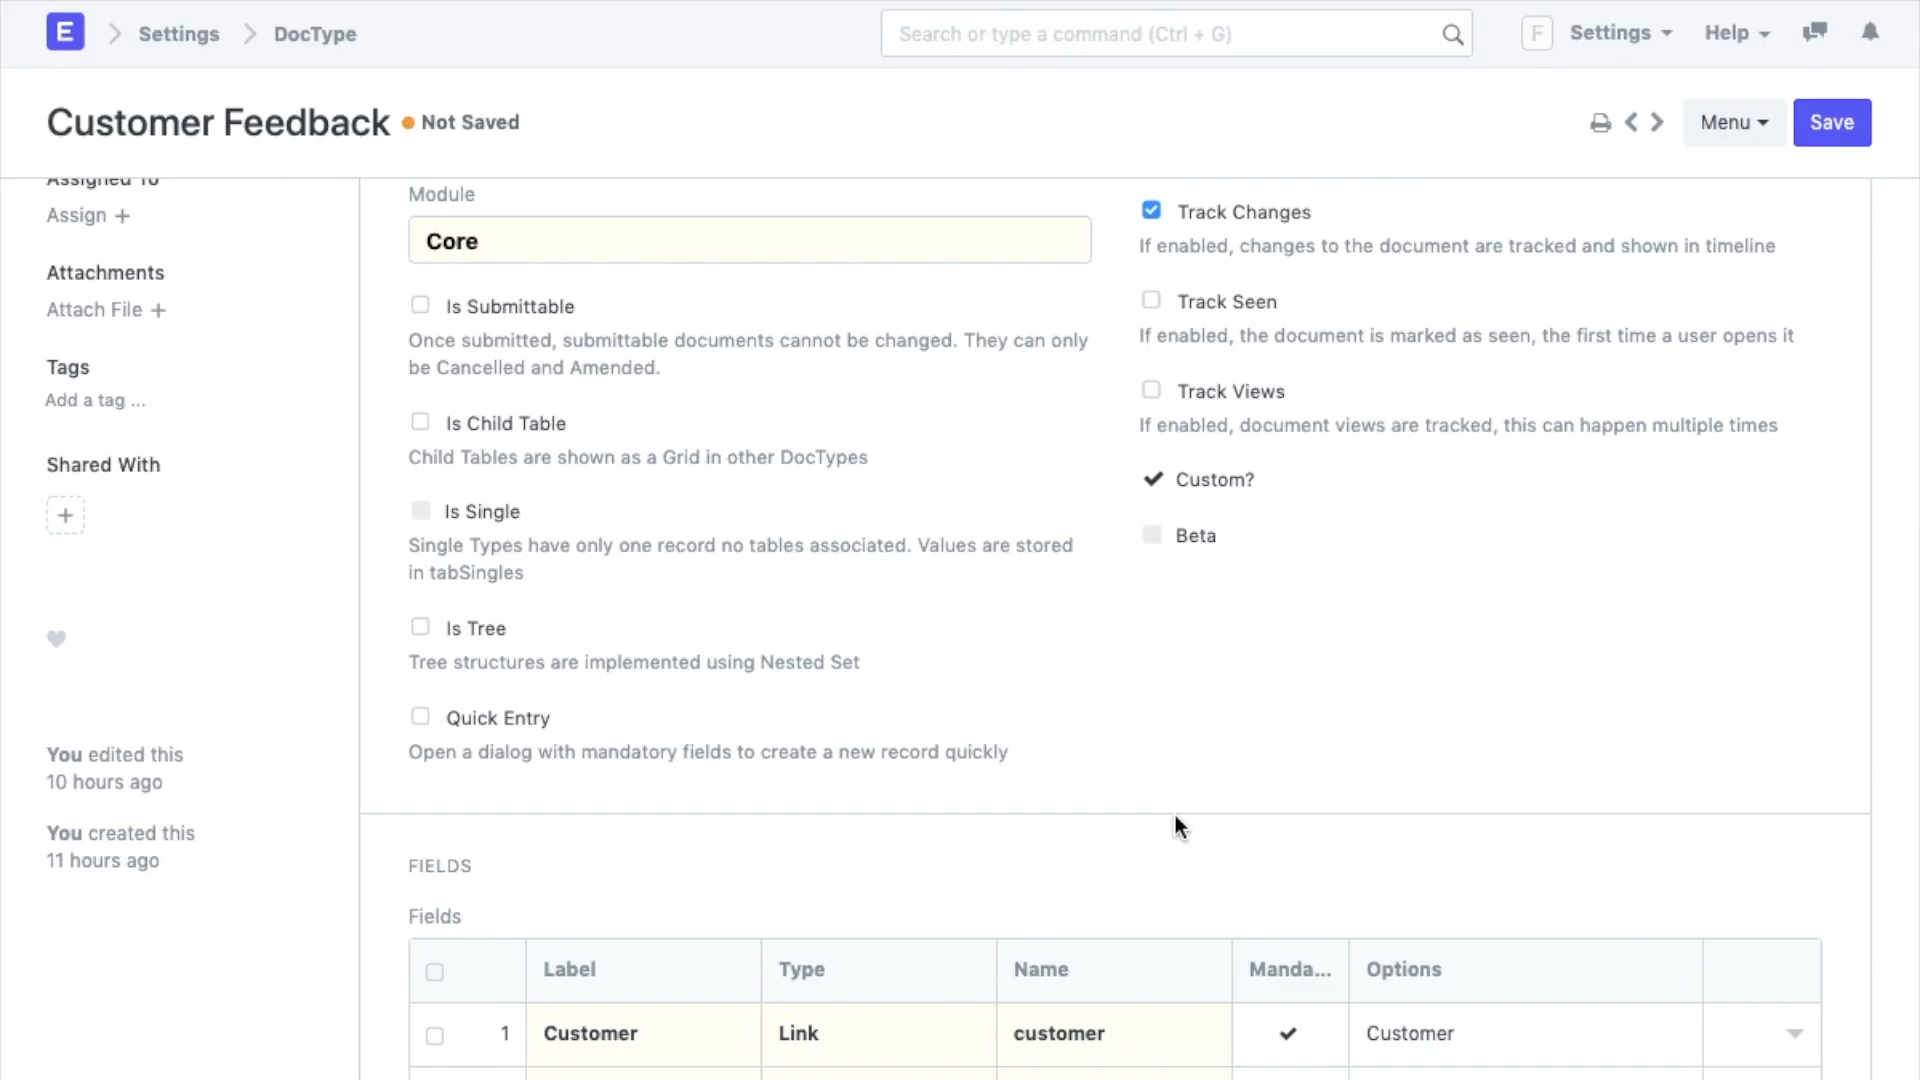 E
Settings
DocType
Search or type a command (Ctrl + G)
F
Settings
Help
Customer Feedback
Not Saved
Menu
Save
Assigned To
Assign +
Attachments
Attach File +
Tags
Add a tag ...
Shared With
+
You edited this
10 hours ago
You created this
11 hours ago
Module
Core
Is Submittable
Once submitted, submittable documents cannot be changed. They can only
be Cancelled and Amended.
Is Child Table
Child Tables are shown as a Grid in other DocTypes
Is Single
Single Types have only one record no tables associated. Values are stored
in tabSingles
Is Tree
Tree structures are implemented using Nested Set
Quick Entry
Open a dialog with mandatory fields to create a new record quickly
Track Changes
If enabled, changes to the document are tracked and shown in timeline
Track Seen
If enabled, the document is marked as seen, the first time a user opens it
Track Views
If enabled, document views are tracked, this can happen multiple times
Custom?
Beta
FIELDS
Fields
Label Type Name Manda... Options
1 Customer Link customer Customer